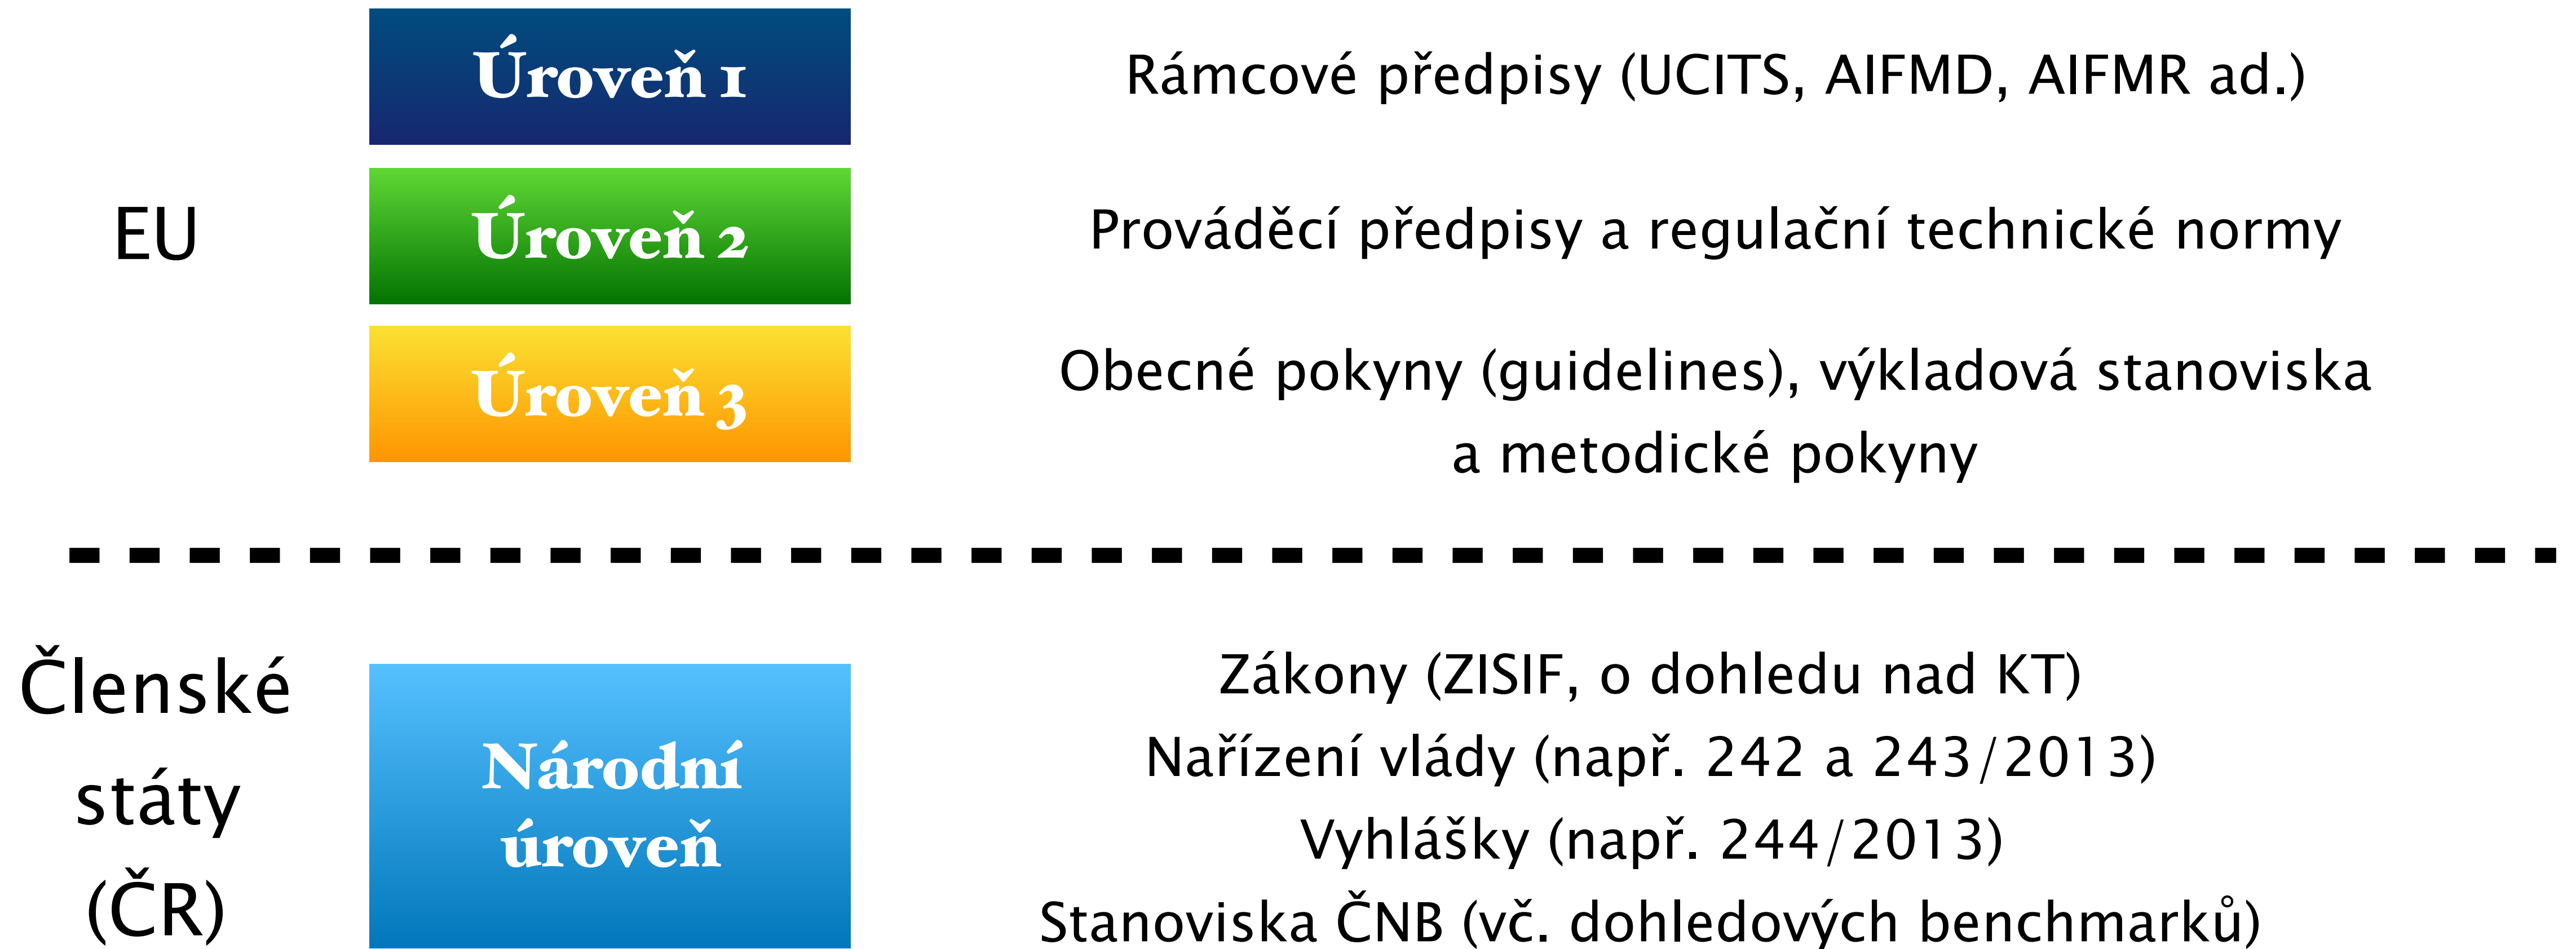 Úroveň 1
Rámcové předpisy (UCITS, AIFMD, AIFMR ad.)
EU
Úroveň 2
Prováděcí předpisy a regulační technické normy
Úroveň 3
Obecné pokyny (guidelines), výkladová stanoviska
a metodické pokyny
Členské
státy
(ČR)
Národní
úroveň
Zákony (ZISIF, o dohledu nad KT)
Nařízení vlády (např. 242 a 243/2013)
Vyhlášky (např. 244/2013)
Stanoviska ČNB (vč. dohledových benchmarků)